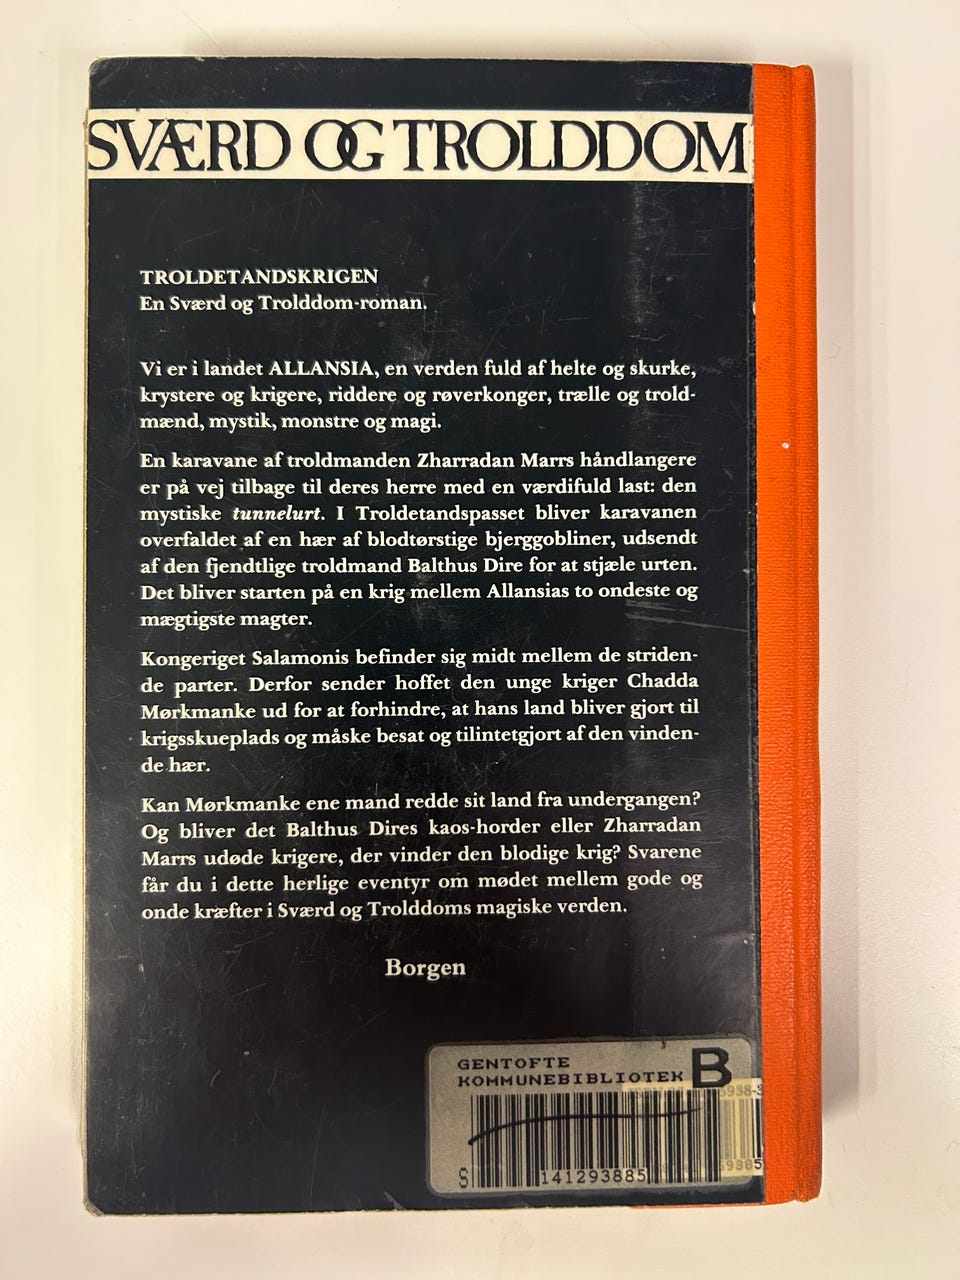 SVÆRD OG TROLDDOM
TROLDETANDSKRIGEN
En Sværd og Trolddom-roman.
Vi er i landet ALLANSIA, en verden fuld af helte og skurke,
krystere og krigere, riddere og røverkonger, trælle og trold-
mænd, mystik, monstre og magi.
En karavane af troldmanden Zharradan Marrs håndlangere
er på vej tilbage til deres herre med en værdifuld last: den
mystiske tunnelurt. I Troldetandspasset bliver karavanen
overfaldet af en hær af blodtørstige bjerggobliner, udsendt
af den fjendtlige troldmand Balthus Dire for at stjæle urten.
Det bliver starten på en krig mellem Allansias to ondeste og
mægtigste magter.
Kongeriget Salamonis befinder sig midt mellem de striden-
de parter. Derfor sender hoffet den unge kriger Chadda
Mørkmanke ud for at forhindre, at hans land bliver gjort til
krigsskueplads og måske besat og tilintetgjort af den vinden-
de hær.
Kan Mørkmanke ene mand redde sit land fra undergangen?
Og bliver det Balthus Dires kaos-horder eller Zharradan
Marrs udøde krigere, der vinder den blodige krig? Svarene
får du i dette herlige eventyr om mødet mellem gode og
onde kræfter i Sværd og Trolddoms magiske verden.
Borgen
GENTOFTE
KOMMUNEBIBLIOTEK B
S 141293885